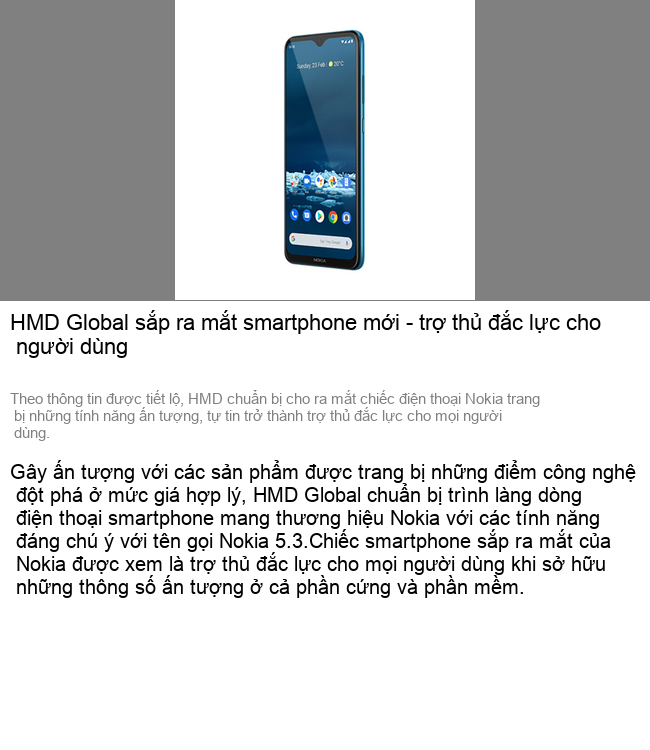 Sunday, 23 Feb
20°C
NOKIA
HMD Global sắp ra mắt smartphone mới - trợ thủ đắc lực cho
người dùng
Theo thông tin được tiết lộ, HMD chuẩn bị cho ra mắt chiếc điện thoại Nokia trang
bị những tính năng ấn tượng, tự tin trở thành trợ thủ đắc lực cho mọi người
dùng.
Gây ấn tượng với các sản phẩm được trang bị những điểm công nghệ
đột phá ở mức giá hợp lý, HMD Global chuẩn bị trình làng dòng
điện thoại smartphone mang thương hiệu Nokia với các tính năng
đáng chú ý với tên gọi Nokia 5.3.Chiếc smartphone sắp ra mắt của
Nokia được xem là trợ thủ đắc lực cho mọi người dùng khi sở hữu
những thông số ấn tượng ở cả phần cứng và phần mềm.